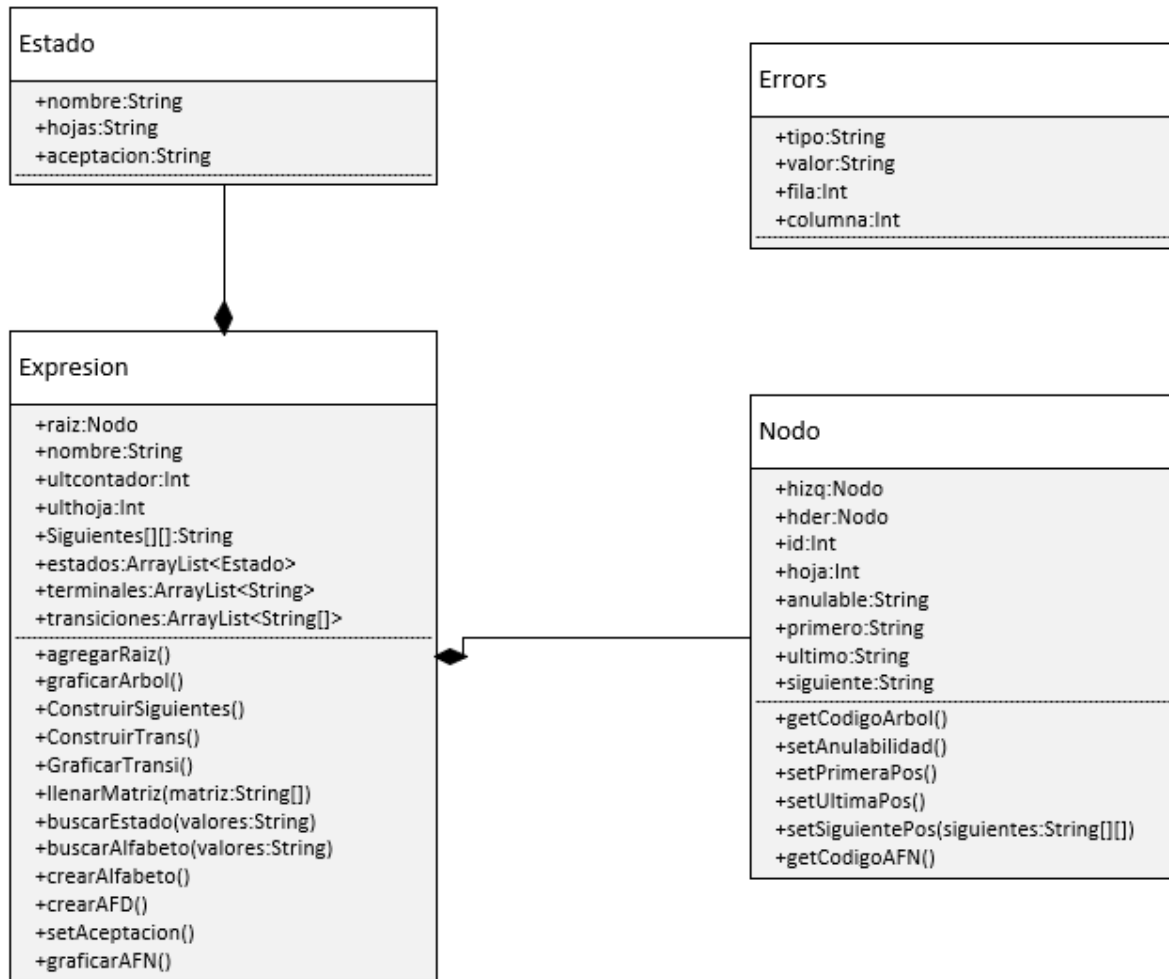 Estado
+nombre:String
+hojas:String
+aceptacion:String
Errors
+tipo:String
+valor:String
+fila:Int
+columna:Int
Expresion
+raiz:Nodo
+nombre:String
+ultcontador:Int
+ulthoja:Int
+Siguientes[][]:String
+estados:ArrayList<Estado>
+terminales:ArrayList<String>
+transiciones:ArrayList<String[]>
+agregarRaiz()
+graficarArbol()
+ConstruirSiguientes()
+ConstruirTrans()
+GraficarTransi()
+llenarMatriz(matriz:String[])
+buscarEstado(valores:String)
+buscarAlfabeto(valores:String)
+crearAlfabeto()
+crearAFD()
+setAceptacion()
+graficarAFN()
Nodo
+hizq:Nodo
+hder:Nodo
+id:Int
+hoja:Int
+anulable:String
+primero:String
+ultimo:String
+siguiente:String
+getCodigoArbol()
+setAnulabilidad()
+setPrimeraPos()
+setUltimaPos()
+setSiguientePos(siguientes:String[][])
+getCodigoAFN()